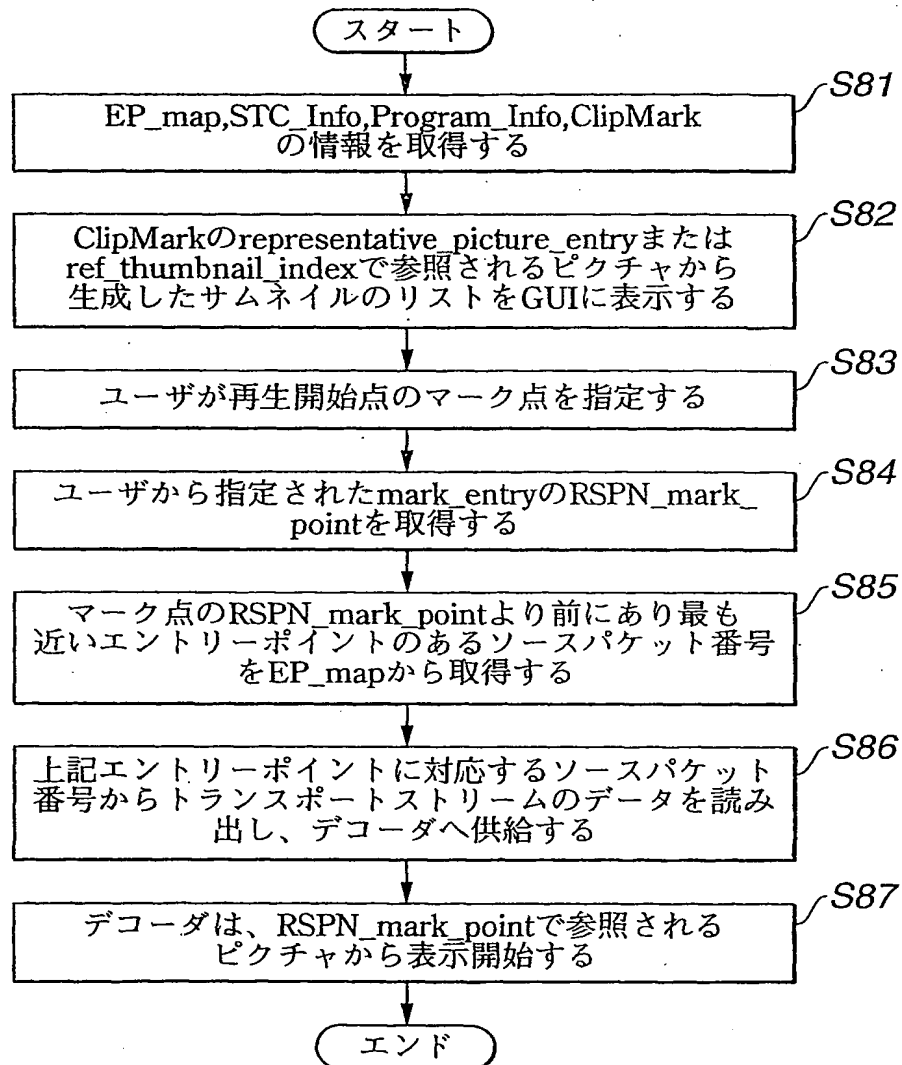 スタート
S81
EP_map,STC_Info,Program_Info,ClipMark
の情報を取得する
S82
ClipMarkのrepresentative_picture_entryまたは
ref_thumbnail_indexで参照されるピクチャから
生成したサムネイルのリストをGUIに表示する
S83
ユーザが再生開始点のマーク点を指定する
S84
ユーザから指定されたmark_entryのRSPN_mark_
pointを取得する
S85
マーク点のRSPN_mark_pointより前にあり最も
近いエントリーポイントのあるソースパケット番号
をEP_mapから取得する
S86
上記エントリーポイントに対応するソースパケット
番号からトランスポートストリームのデータを読み
出し、デコーダへ供給する
S87
デコーダは、RSPN_mark_pointで参照される
ピクチャから表示開始する
エンド